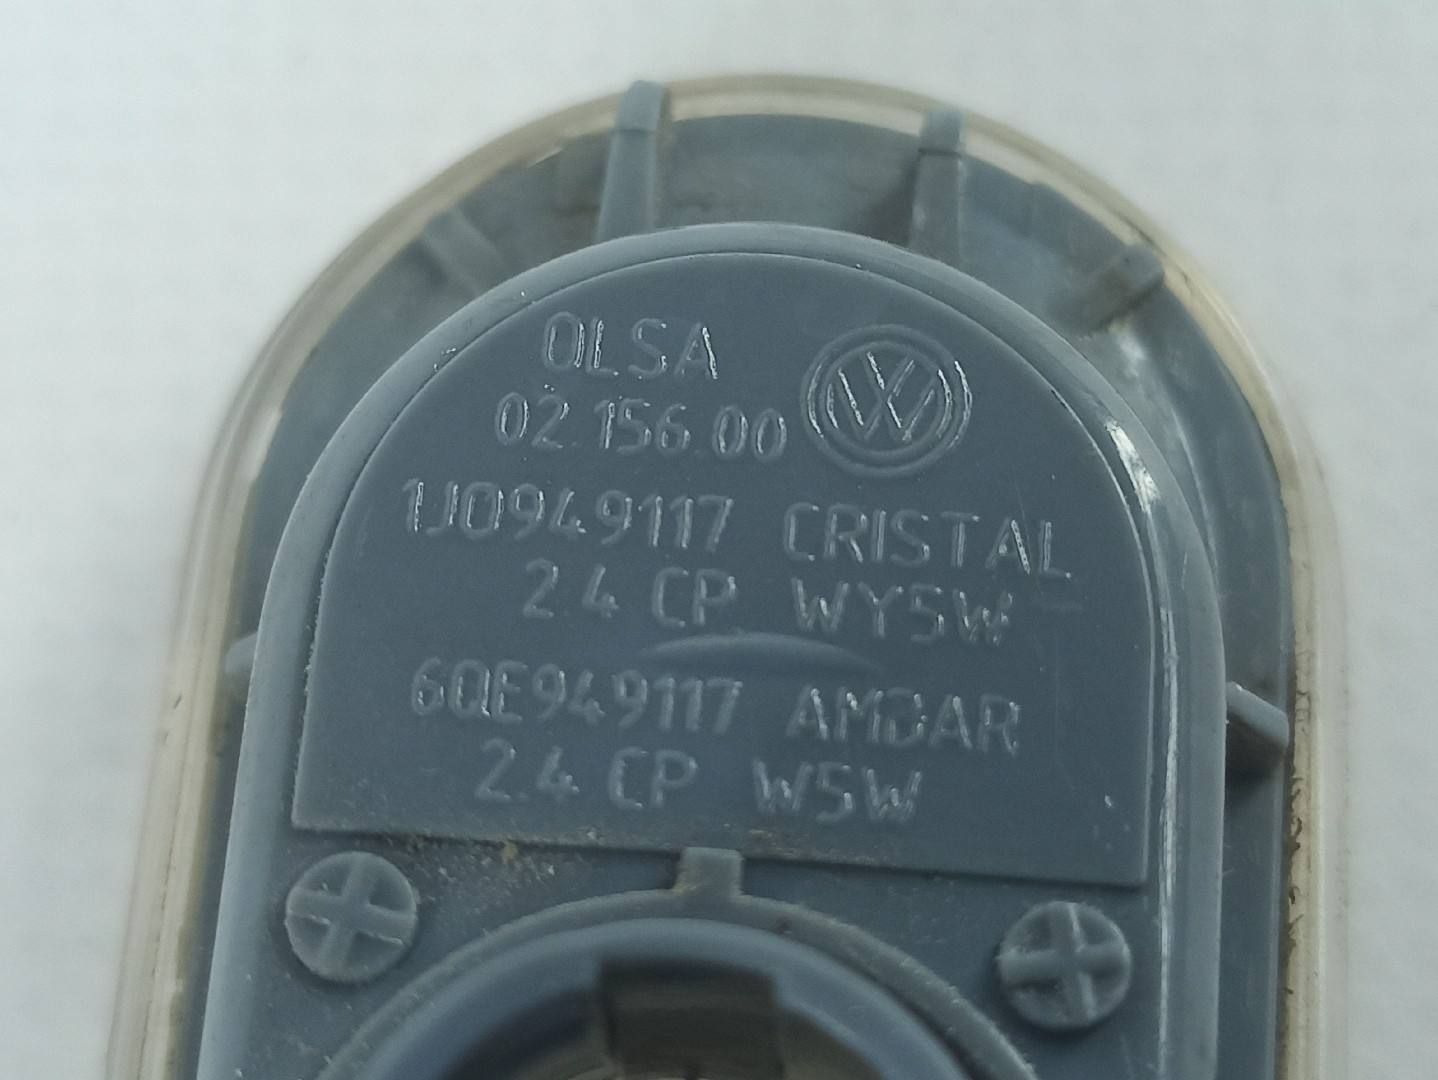 OLSA
02.156.00
1J0949117 CRISTAL
2.4 CP WY5W
6QE949117 AMBAR
2.4 CP W5W